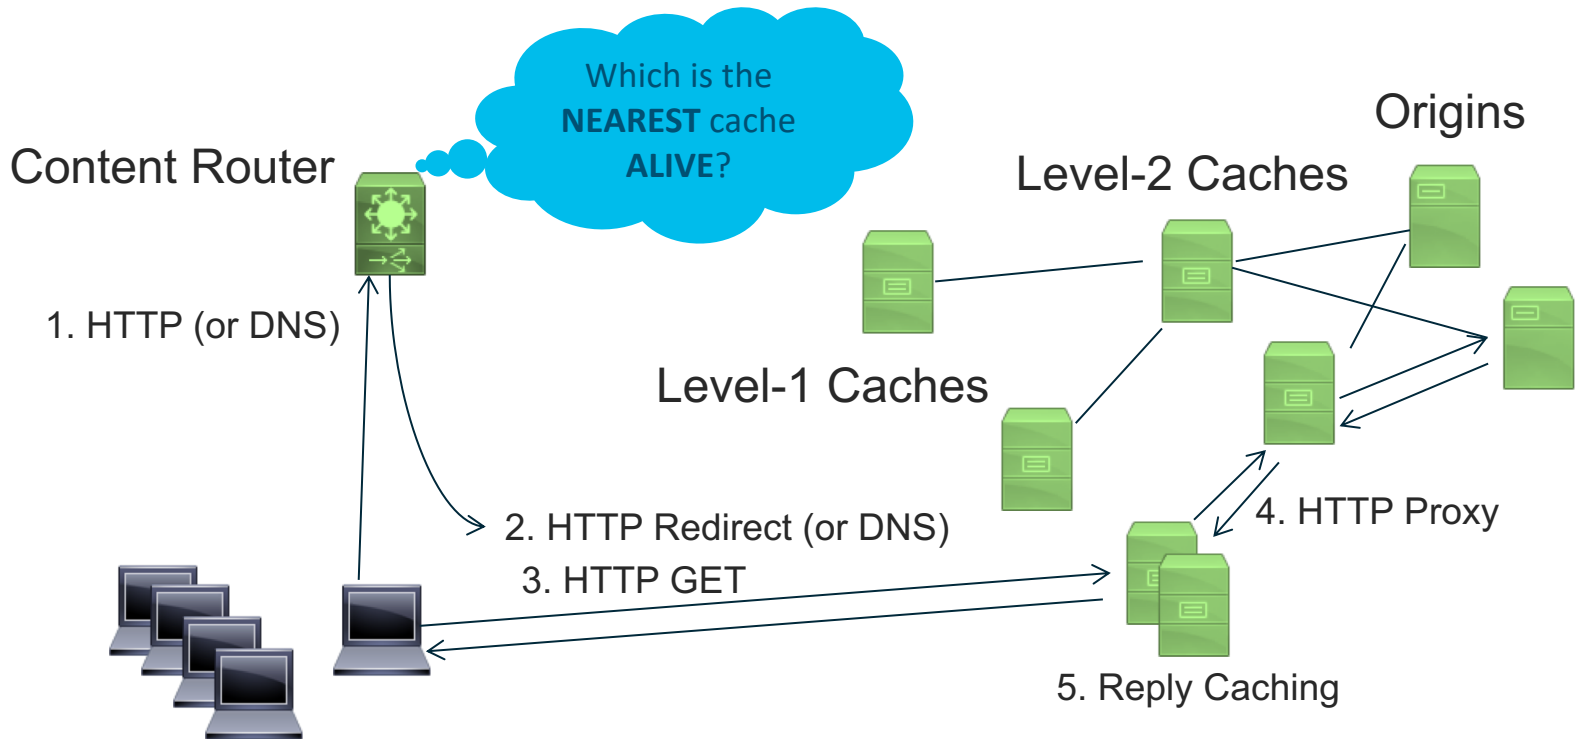 Which is the
NEAREST cache
ALIVE?
Origins
Content Router
Level-2 Caches
1. HTTP (or DNS)
Level-1 Caches
2. HTTP Redirect (or DNS)
4. HTTP Proxy
3. HTTP GET
5. Reply Caching